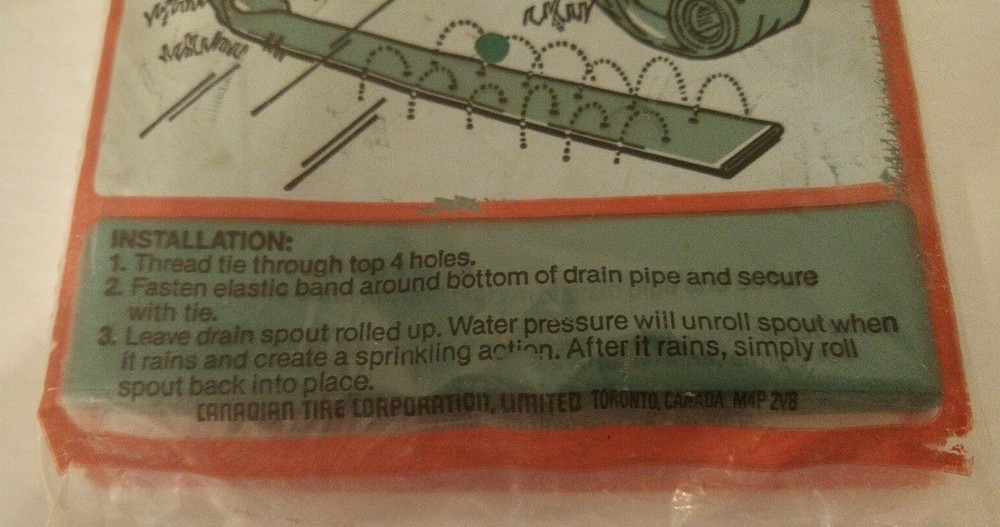 INSTALLATION:
1. Thread tie through top 4 holes.
2. Fasten elastic band around bottom of drain pipe and secure
with tie.
3. Leave drain spout rolled up. Water pressure will unroll spout when
it rains and create a sprinkling action. After it rains, simply roll
spout back into place.
CANADIAN TIRE CORPORATION, LIMITED TORONTO, CANADA M4P 2V8